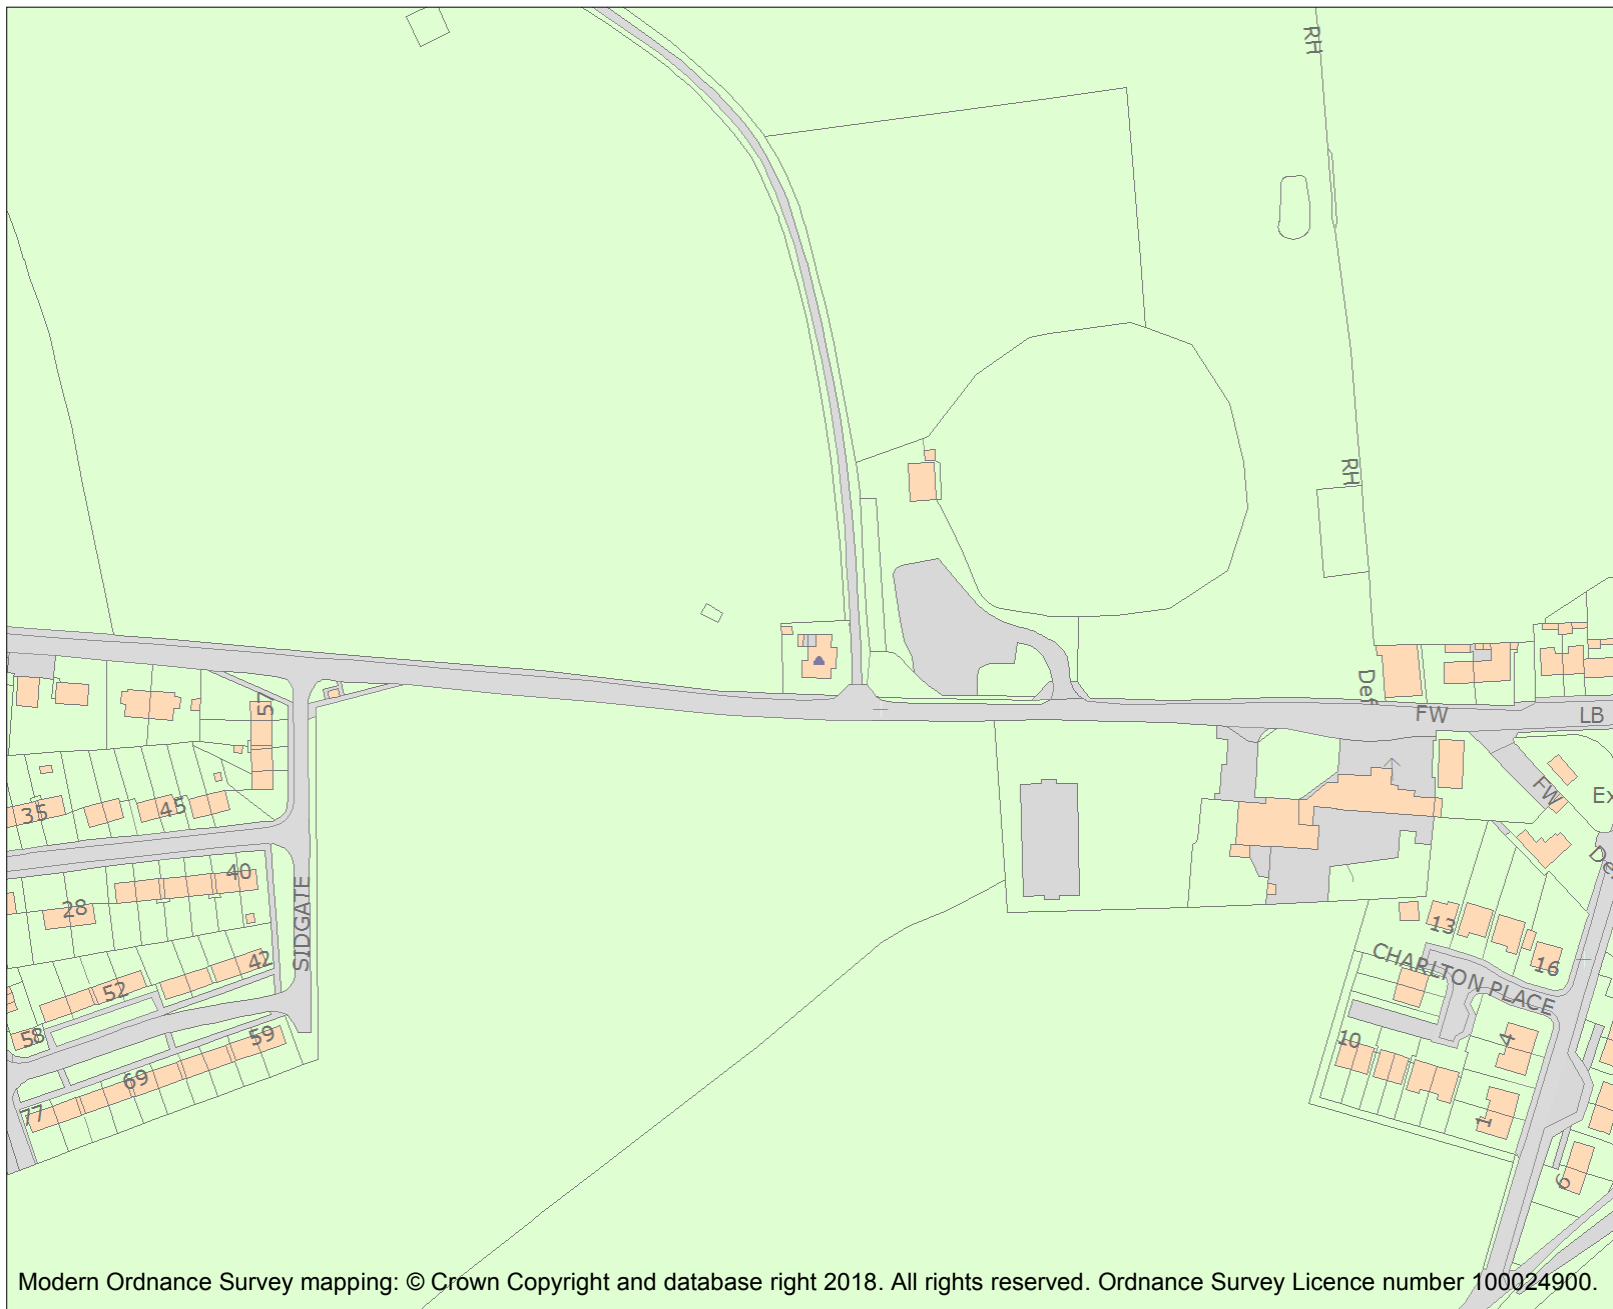 RH
RH
Def
FW
LB
57
FW
Ex
35
45
De
40
28
SIDGATE
13
CHARLTON PLACE
16
42
52
58
59
10
4
69
77
1
6
Modern Ordnance Survey mapping: © Crown Copyright and database right 2018. All rights reserved. Ordnance Survey Licence number 100024900.